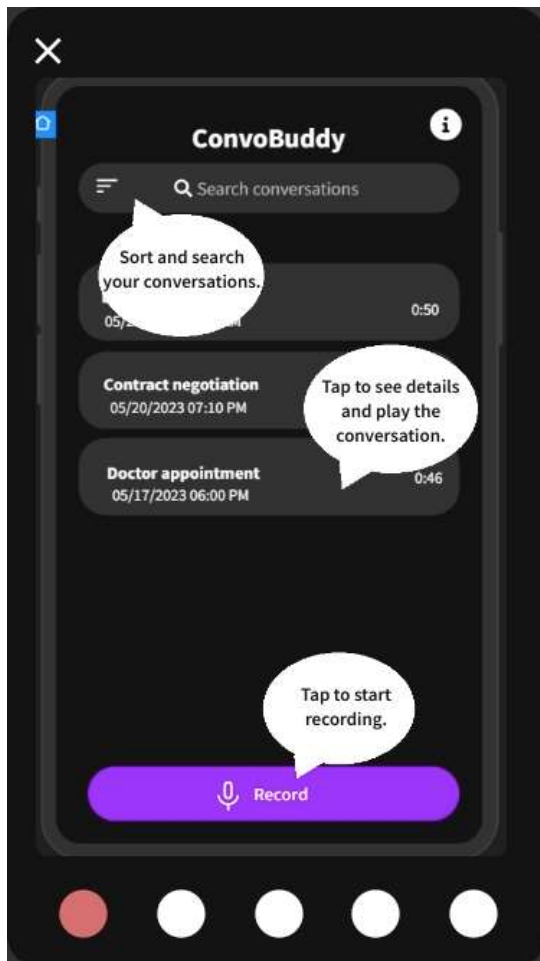 ConvoBuddy
Search conversations
Sort and search
your conversations.
0:50
Contract negotiation
05/20/2023 07:10 PM
Tap to see details
and play the
conversation.
Doctor appointment
05/17/2023 06:00 PM
0:46
Tap to start
recording.
Record